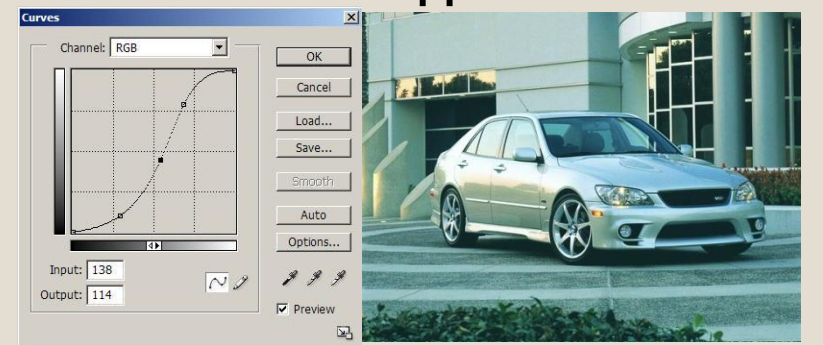 Curves
Channel: RGB
OK
Cancel
Load...
Save...
Smooth
Auto
Options...
Input: 138
Output: 114
Preview